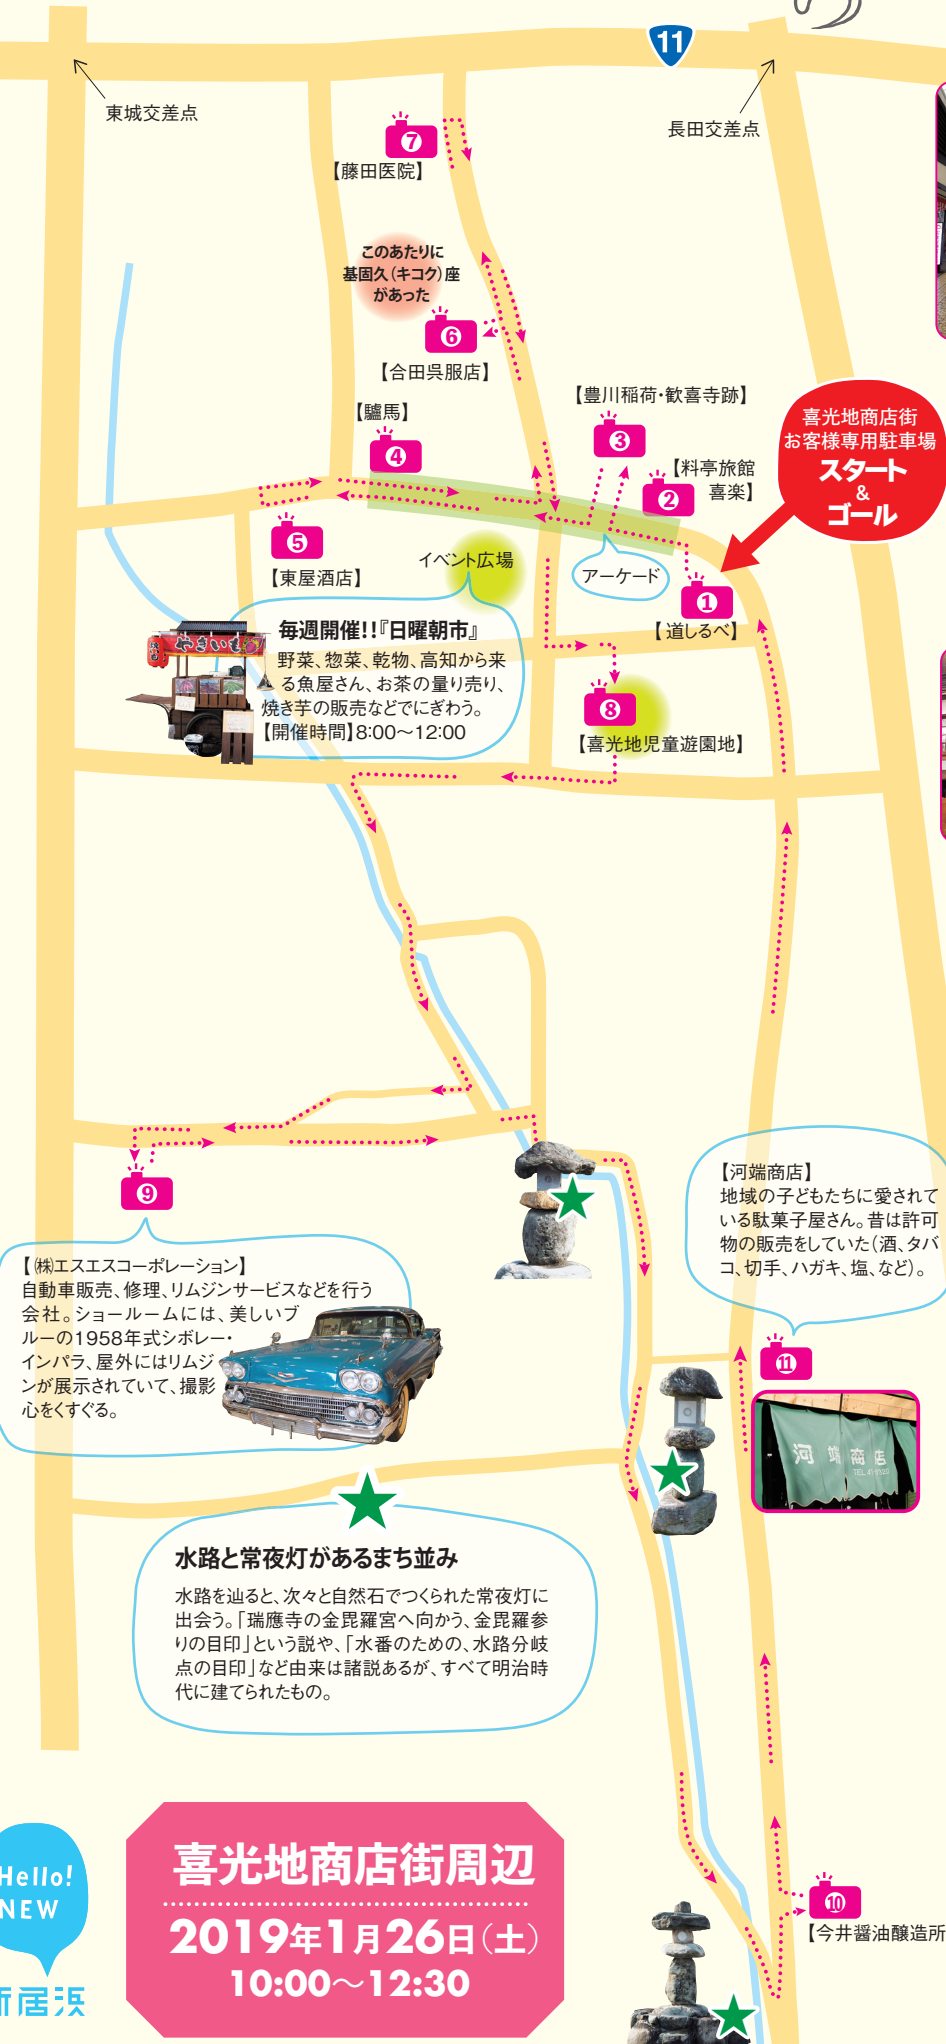 11
東城交差点
長田交差点
7
【藤田医院】
このあたりに
基固久(キコク)座
があった
6
【合田呉服店】
【驢馬】
4
【豊川稲荷・歓喜寺跡】
3
【料亭旅館
喜楽】
2
喜光地商店街
お客様専用駐車場
スタート
&
ゴール
5
【東屋酒店】
イベント広場
アーケード
1
【道しるべ】
毎週開催!!『日曜朝市』
野菜、惣菜、乾物、高知から来
る魚屋さん、お茶の量り売り、
焼き芋の販売などでにぎわう。
【開催時間】8:00〜12:00
やきいも
8
【喜光地児童遊園地】
9
【㈱エスエスコーポレーション】
自動車販売、修理、リムジンサービスなどを行う
会社。ショールームには、美しいブ
ルーの1958年式シボレー・
インパラ、屋外にはリムジ
ンが展示されていて、撮影
心をくすぐる。
【河端商店】
地域の子どもたちに愛されて
いる駄菓子屋さん。昔は許可
物の販売をしていた(酒、タバ
コ、切手、ハガキ、塩、など)。
11
河端商店
水路と常夜灯があるまち並み
水路を辿ると、次々と自然石でつくられた常夜灯に
出会う。「瑞應寺の金毘羅宮へ向かう、金毘羅参
りの目印」という説や、「水番のための、水路分岐
点の目印」など由来は諸説あるが、すべて明治時
代に建てられたもの。
10
【今井醤油醸造所
Hello!
NEW
新居浜
喜光地商店街周辺
2019年1月26日(土)
10:00〜12:30